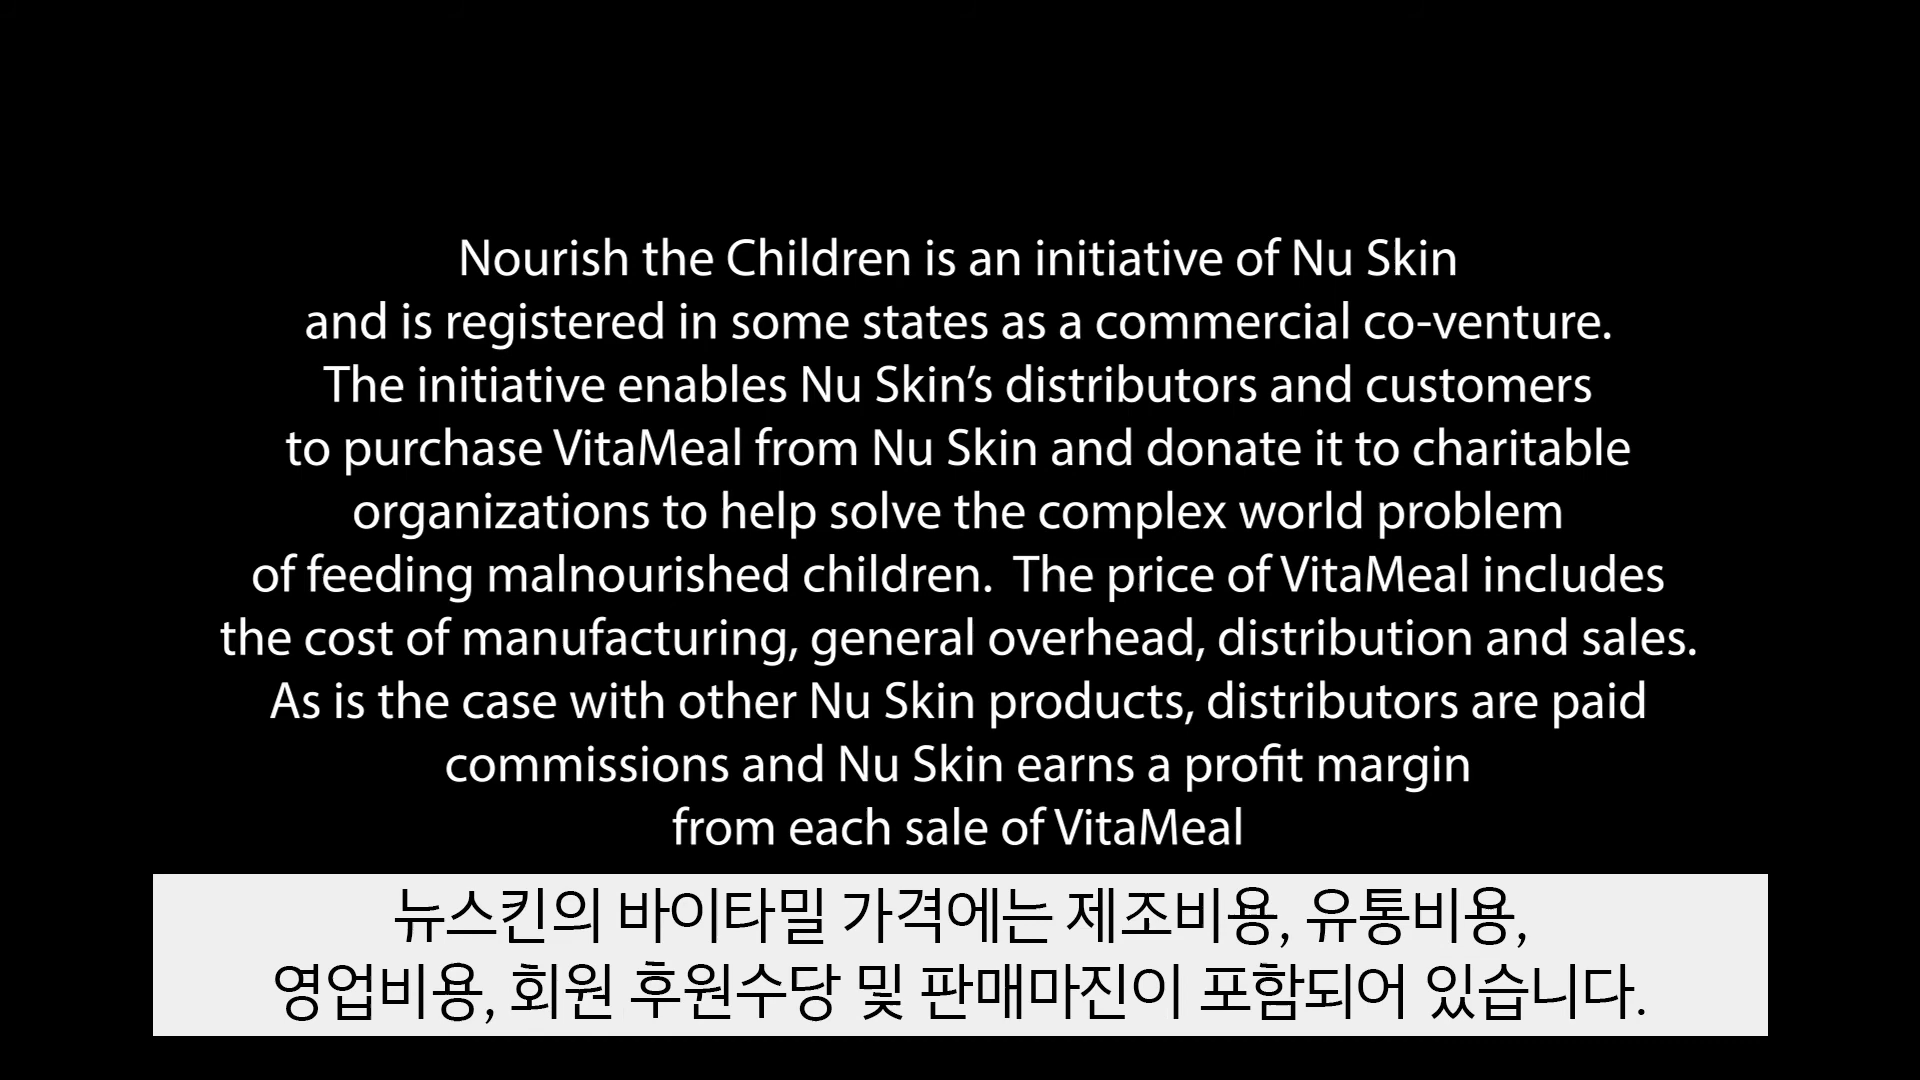 Nourish the Children is an initiative of Nu Skin
and is registered in some states as a commercial co-venture.
The initiative enables Nu Skin’s distributors and customers
to purchase VitaMeal from Nu Skin and donate it to charitable
organizations to help solve the complex world problem
of feeding malnourished children.  The price of VitaMeal includes
the cost of manufacturing, general overhead, distribution and sales.
As is the case with other Nu Skin products, distributors are paid
commissions and Nu Skin earns a profit margin
from each sale of VitaMeal
뉴스킨의 바이타밀 가격에는 제조비용, 유통비용,
영업비용, 회원 후원수당 및 판매마진이 포함되어 있습니다.